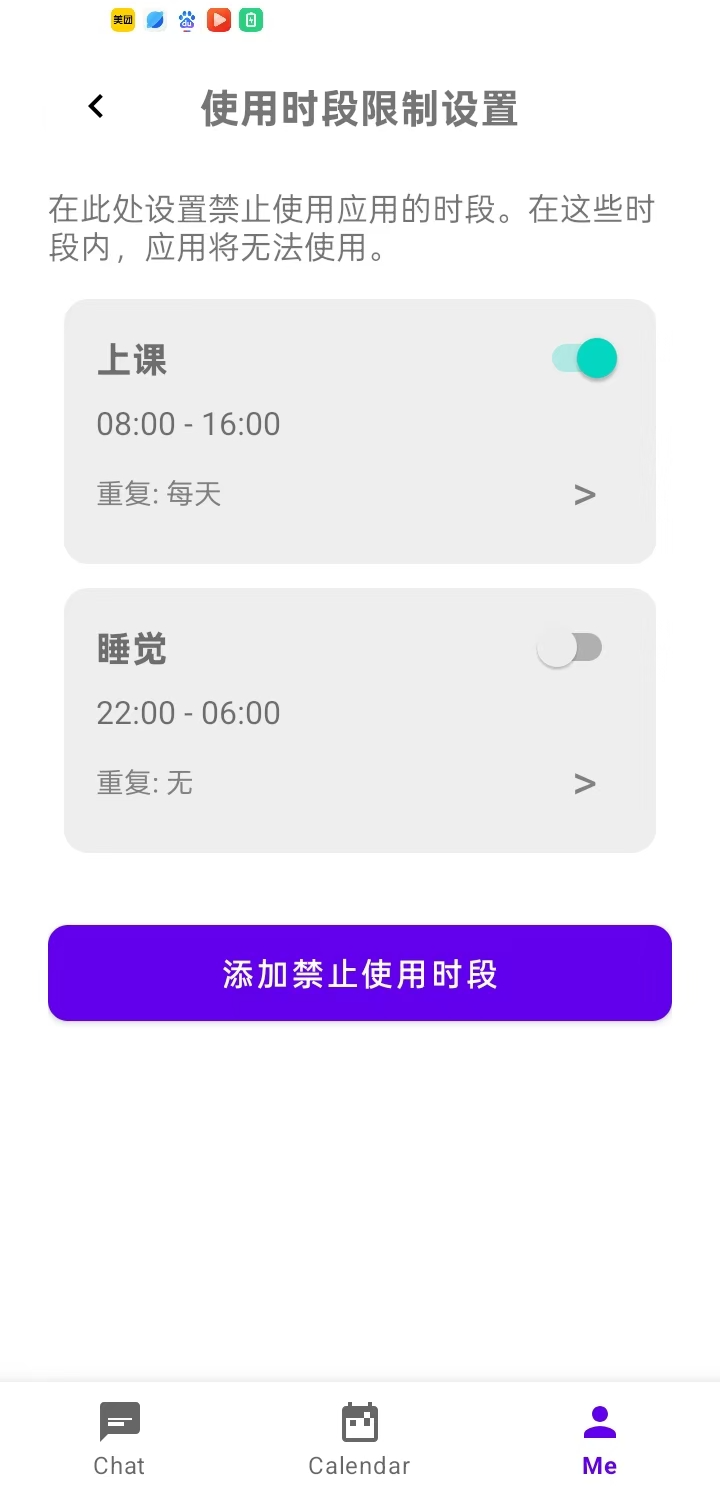 美团
du
使用时段限制设置
在此处设置禁止使用应用的时段。在这些时
段内，应用将无法使用。
上课
08:00 - 16:00
重复: 每天
>
睡觉
22:00 - 06:00
重复: 无
>
添加禁止使用时段
Chat
Calendar
Me